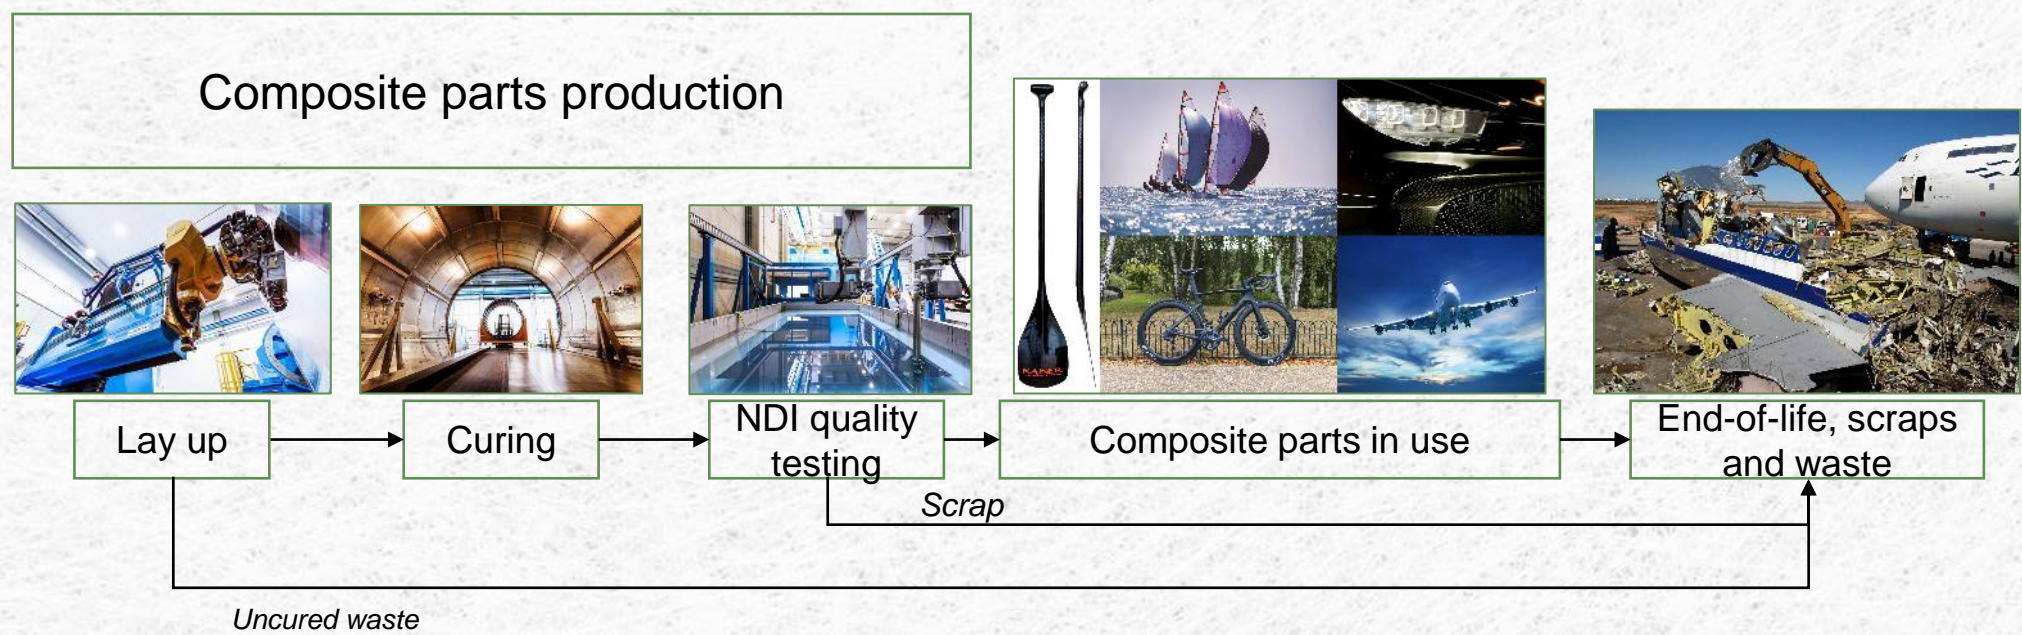 Composite parts production
KABER
Lay up
Curing
NDI quality
testing
Composite parts in use
End-of-life, scraps
and waste
Scrap
Uncured waste